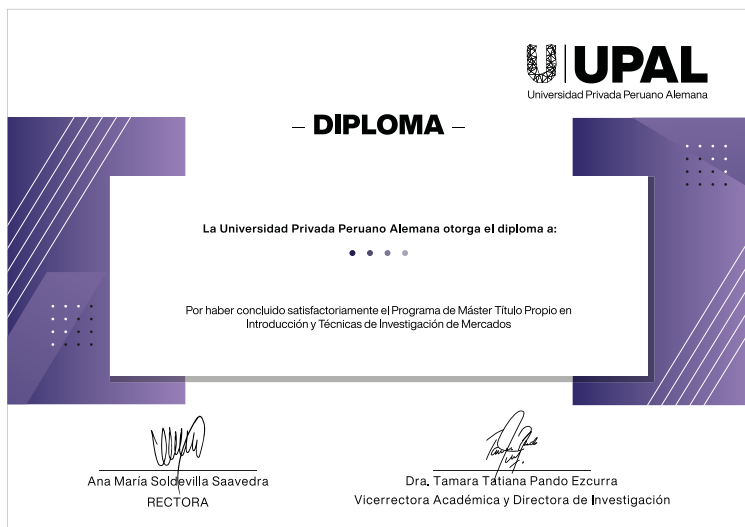 UPAL
Universidad Privada Peruano Alemana
– DIPLOMA –
La Universidad Privada Peruano Alemana otorga el diploma a:
Por haber concluido satisfactoriamente el Programa de Máster Título Propio en
Introducción y Técnicas de Investigación de Mercados
Ana María Soldevilla Saavedra
RECTORA
Dra. Tamara Tatiana Pando Ezcurra
Vicerrectora Académica y Directora de Investigación